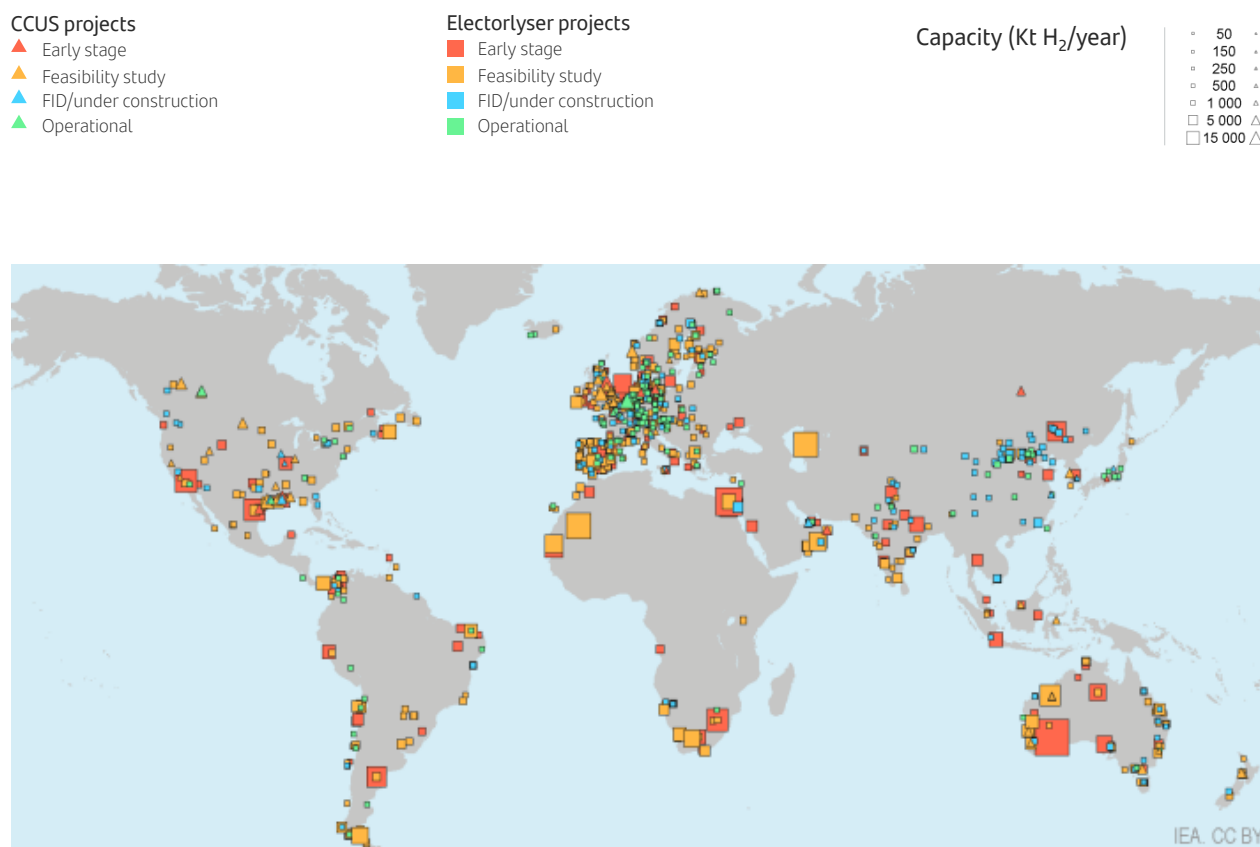 CCUS projects
Early stage
Feasibility study
FID/under construction
Operational
Electorlyser projects
Early stage
Feasibility study
FID/under construction
Operational
Capacity (Kt H₂/year)
50
150
250
500
1 000
5 000
15 000
IEA. CC BY